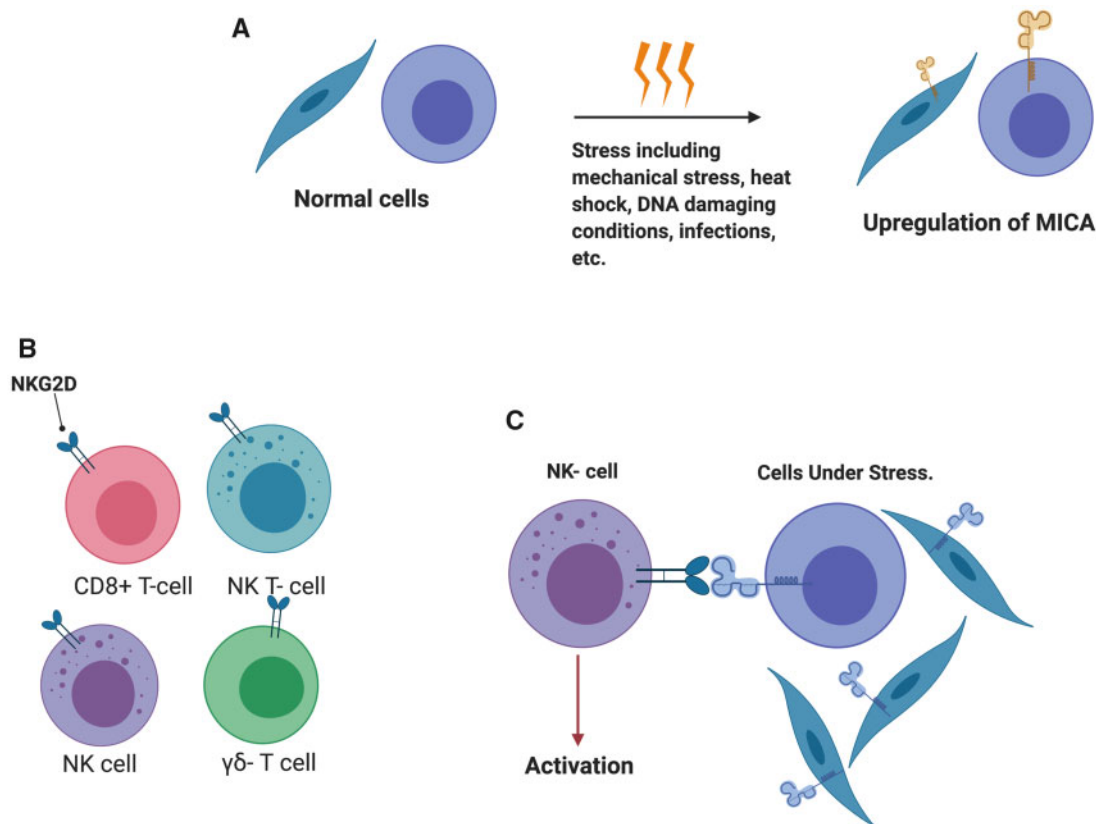 A
Normal cells
Stress including
mechanical stress, heat
shock, DNA damaging
conditions, infections,
etc.
Upregulation of MICA
B
NKG2D
CD8+ T-cell
NK T- cell
NK cell
γδ- T cell
C
NK- cell
Cells Under Stress.
Activation